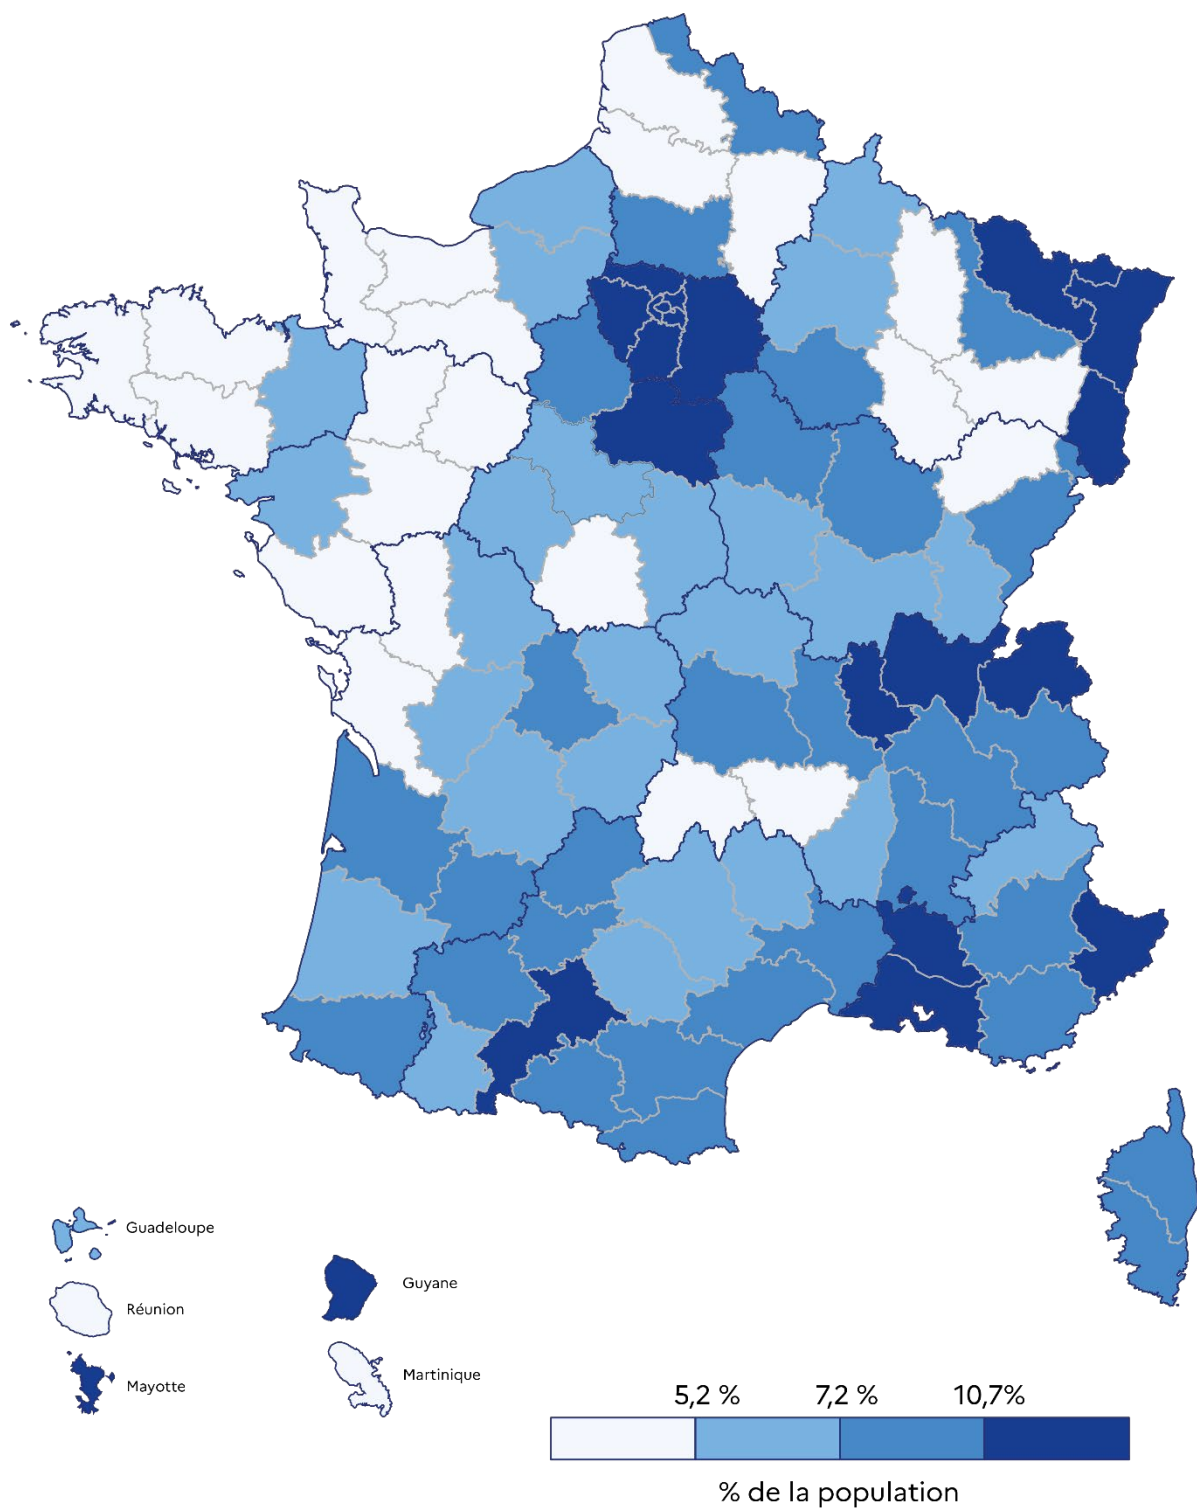 Guadeloupe
Guyane
Réunion
Martinique
Mayotte
5,2 % 7,2 % 10,7%
% de la population